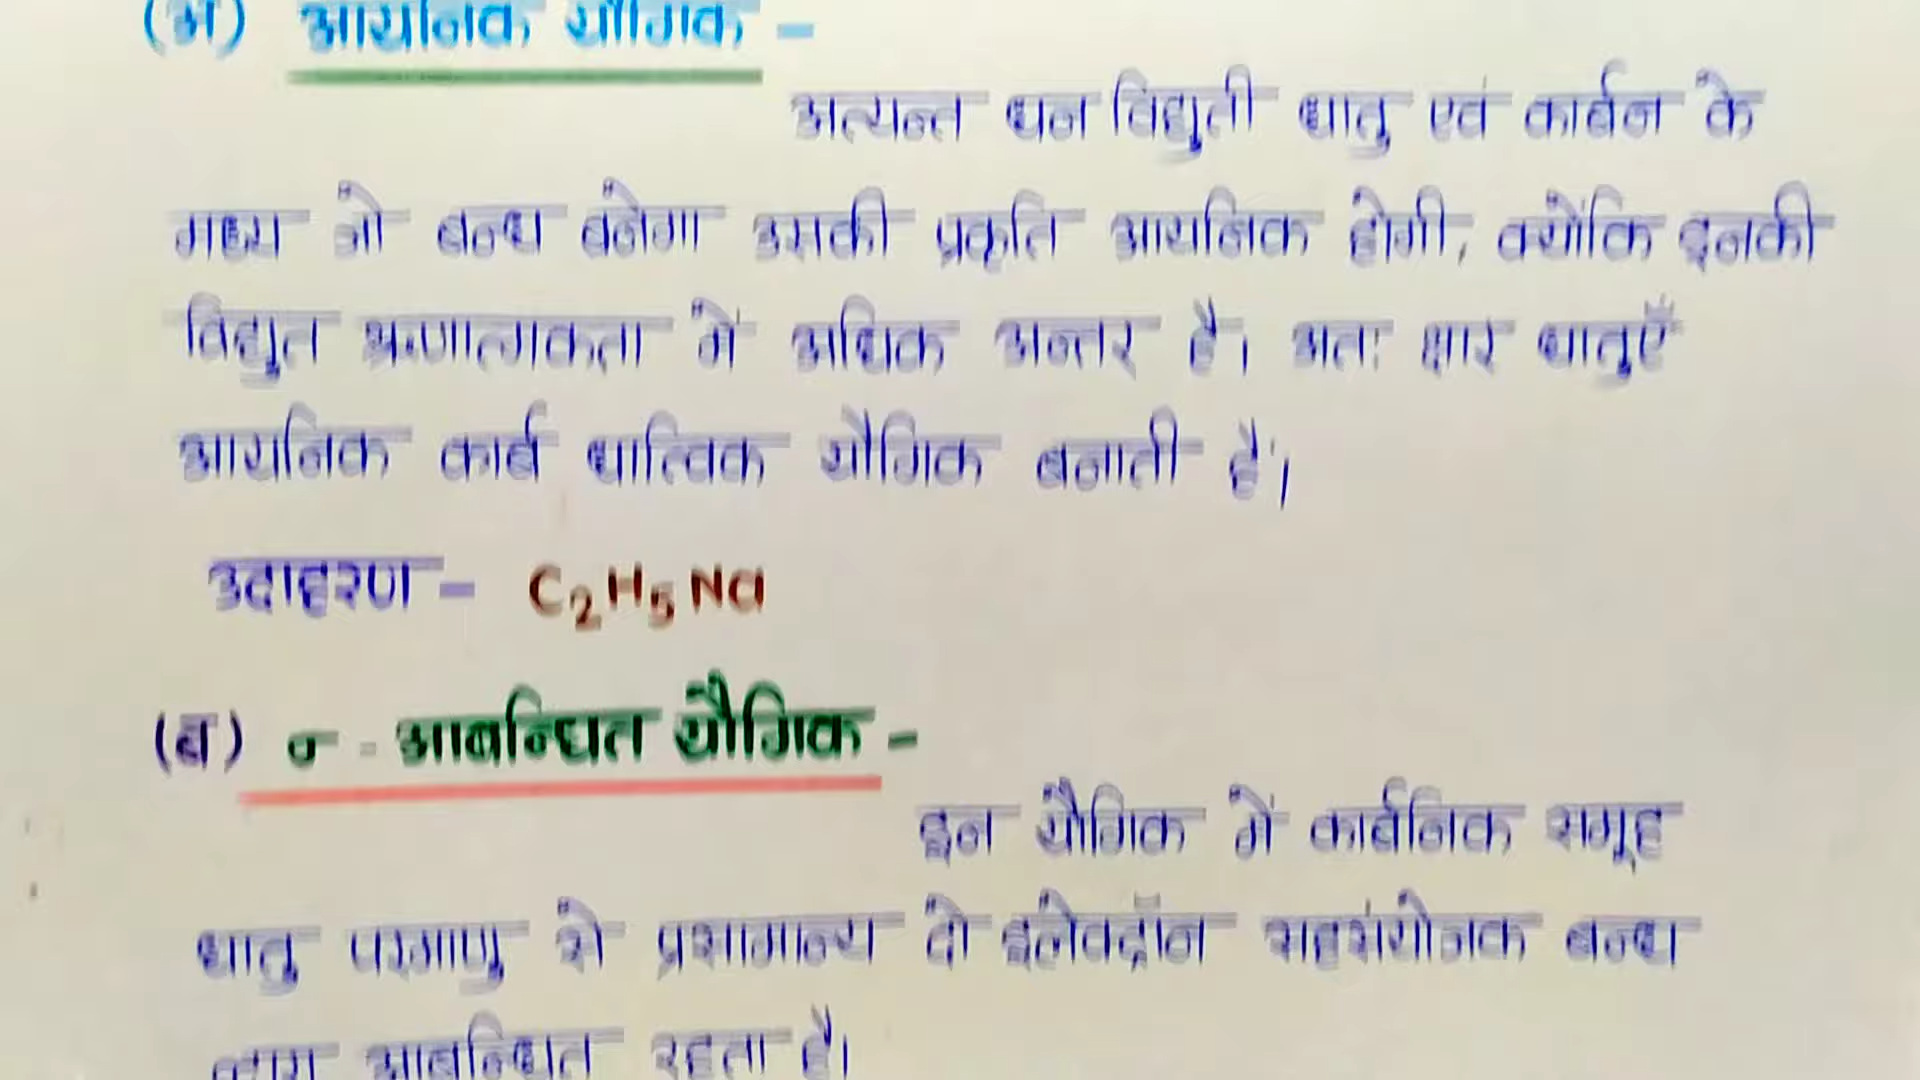 (अ) आयनिक यौगिक -
अत्यन्त धन विद्युती धातु एवं कार्बन के
मध्य जो बन्ध बनेगा उसकी प्रकृति आयनिक होगी, क्योंकि इनकी
विद्युत ऋणात्मकता में अधिक अन्तर है। अतः क्षार धातुएँ
आयनिक कार्ब धात्विक यौगिक बनाती हैं।
उदाहरण - C₂H₅Na
(ब) σ - आबन्धित यौगिक -
इन यौगिक में कार्बनिक समूह
धातु परमाणु से प्रसामान्य दो इलेक्ट्रॉन सहसंयोजक बन्ध
द्वारा आबन्धित रहता है।